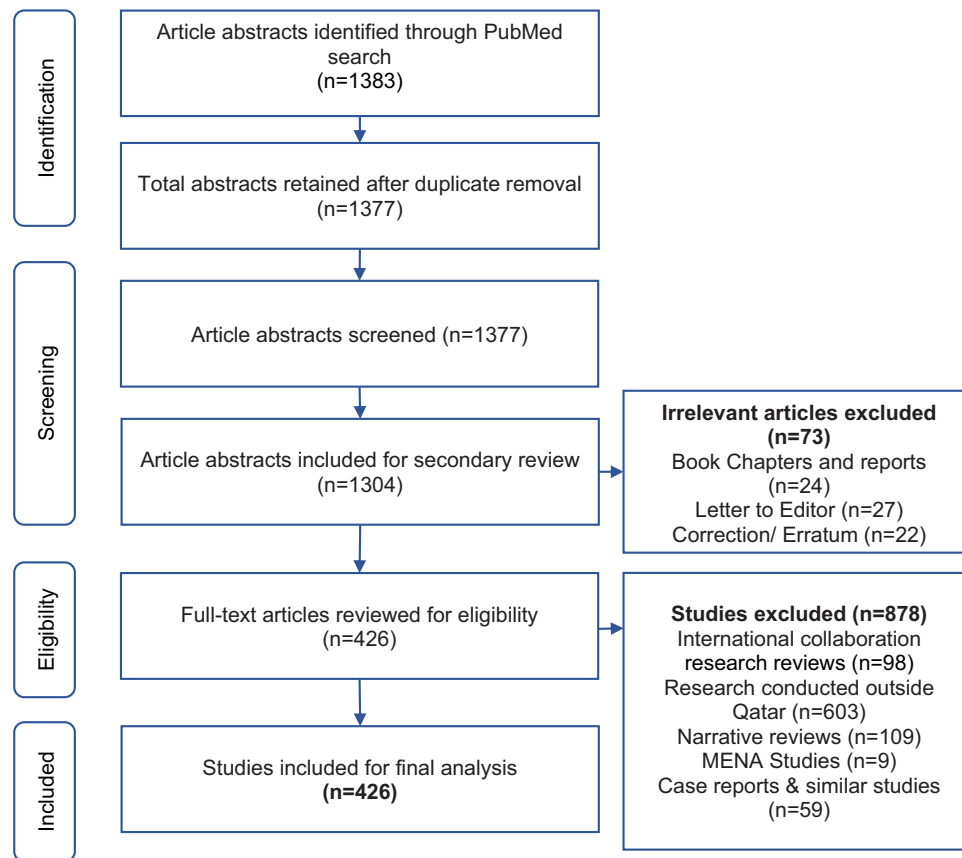 Identification
Article abstracts identified through PubMed
search
(n=1383)
Total abstracts retained after duplicate removal
(n=1377)
Screening
Article abstracts screened (n=1377)
Article abstracts included for secondary review
(n=1304)
Irrelevant articles excluded
(n=73)
Book Chapters and reports
(n=24)
Letter to Editor (n=27)
Correction/ Erratum (n=22)
Eligibility
Full-text articles reviewed for eligibility
(n=426)
Studies excluded (n=878)
International collaboration
research reviews (n=98)
Research conducted outside
Qatar (n=603)
Narrative reviews (n=109)
MENA Studies (n=9)
Case reports & similar studies
(n=59)
Included
Studies included for final analysis
(n=426)